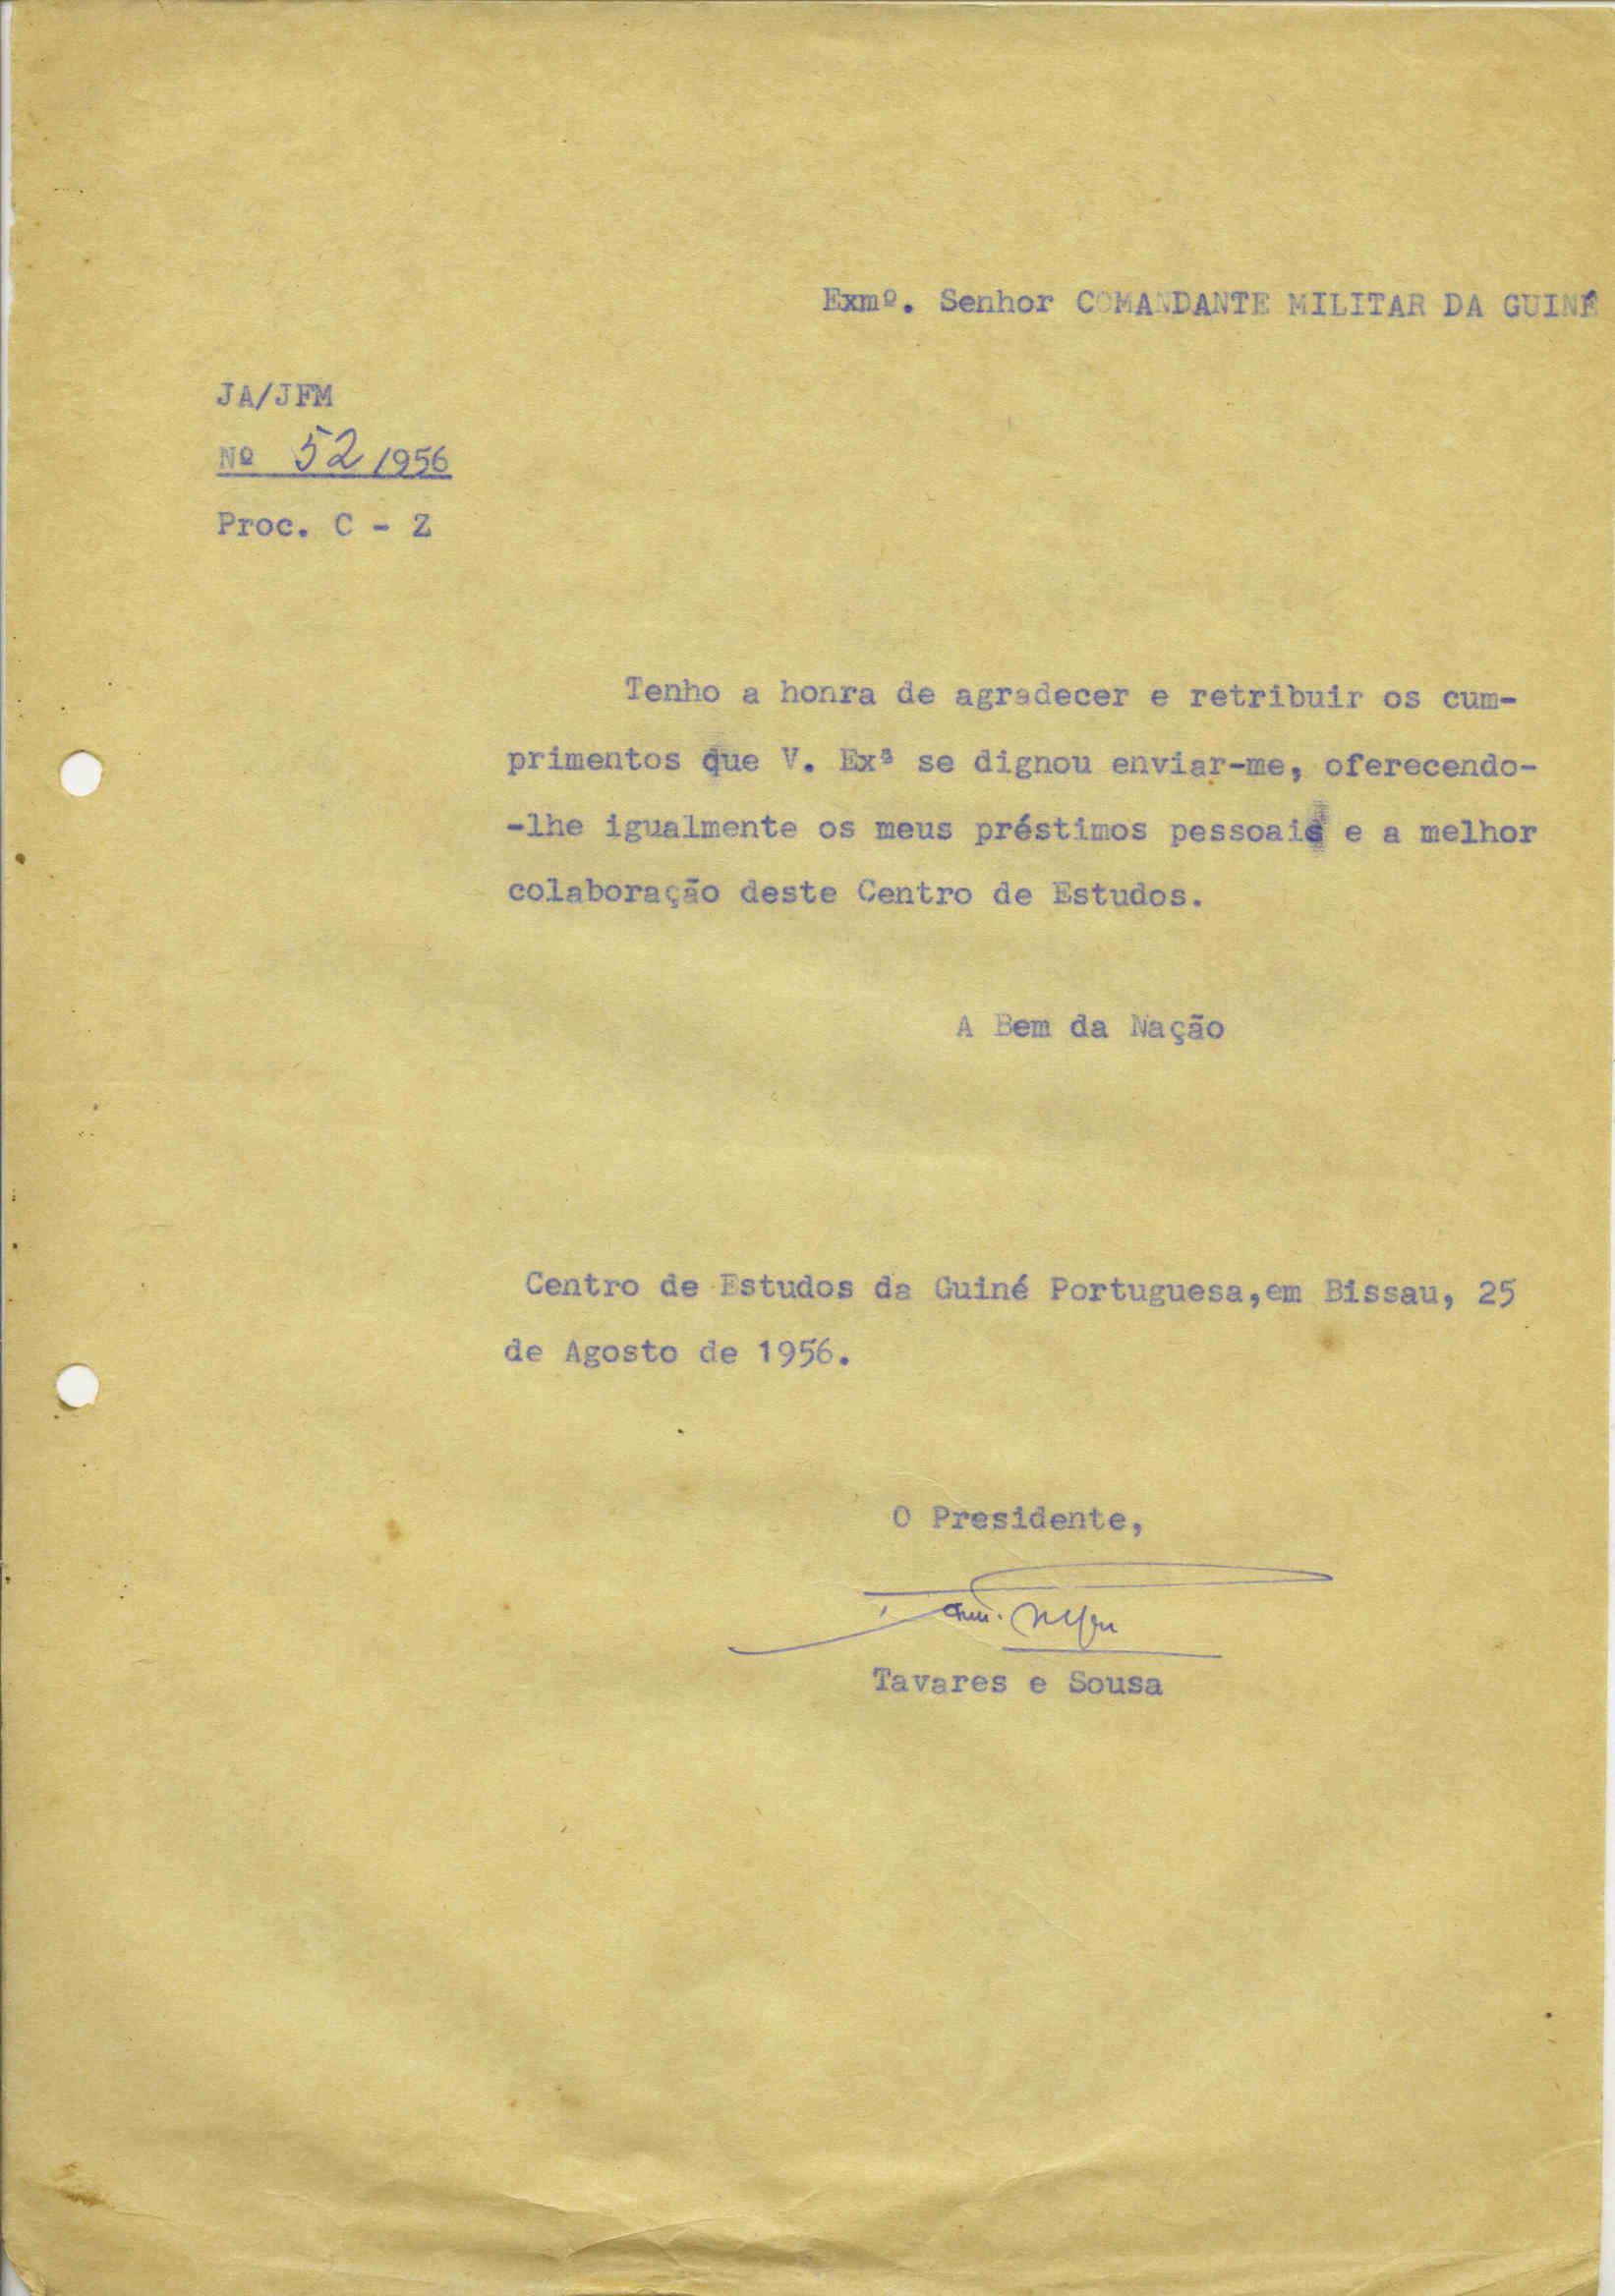 Exmº. Senhor COMANDANTE MILITAR DA GUINÉ
JA/JFM
Nº 52/1956
Proc. C - Z
Tenho a honra de agradecer e retribuir os cum-
primentos que V. Exª se dignou enviar-me, oferecendo-
-lhe igualmente os meus préstimos pessoais e a melhor
colaboração deste Centro de Estudos.
A Bem da Nação
Centro de Estudos da Guiné Portuguesa,em Bissau, 25
de Agosto de 1956.
O Presidente,
Tavares e Sousa